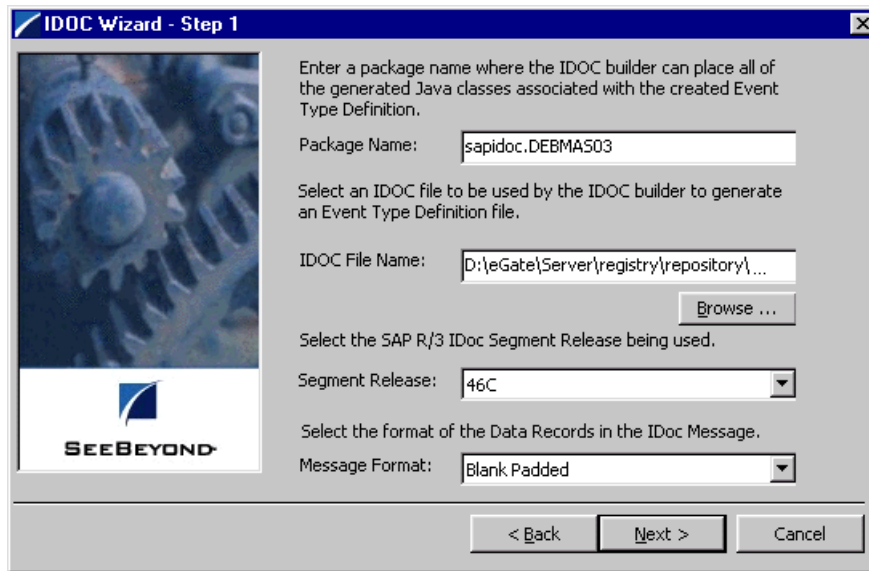 IDOC Wizard - Step 1
Enter a package name where the IDOC builder can place all of
the generated Java classes associated with the created Event
Type Definition.
Package Name: sapidoc.DEBMAS03
Select an IDOC file to be used by the IDOC builder to generate
an Event Type Definition file.
IDOC File Name: D:\eGate\Server\registry\repository\...
Browse ...
Select the SAP R/3 IDoc Segment Release being used.
Segment Release: 46C
SEEBEYOND
Select the format of the Data Records in the IDoc Message.
Message Format: Blank Padded
< Back Next > Cancel